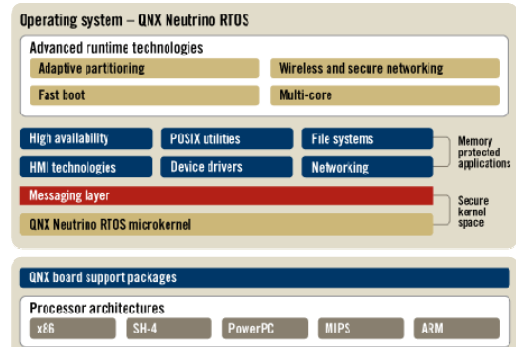 Operating system – QNX Neutrino RTOS
Advanced runtime technologies
Adaptive partitioning
Wireless and secure networking
Fast boot
Multi-core
High availability
POSIX utilities
File systems
HMI technologies
Device drivers
Networking
Memory
protected
applications
Messaging layer
QNX Neutrino RTOS microkernel
Secure
kernel
space
QNX board support packages
Processor architectures
x86
SH-4
PowerPC
MIPS
ARM